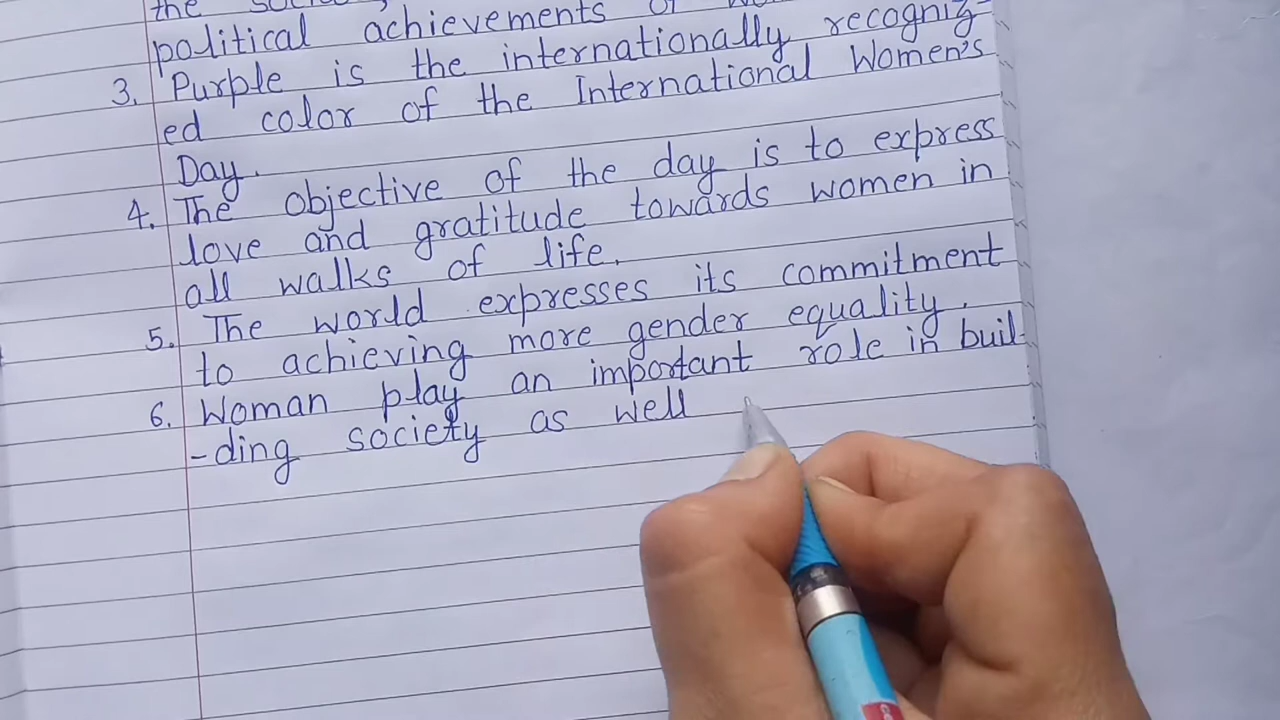 the
political achievements of
3. Purple is the internationally recogniz-
ed color of the International Women's
Day.
4. The objective of the day is to express
love and gratitude towards women in
all walks of life.
5. The world expresses its commitment
to achieving more gender equality.
6. Woman play an important role in buil-
-ding society as well